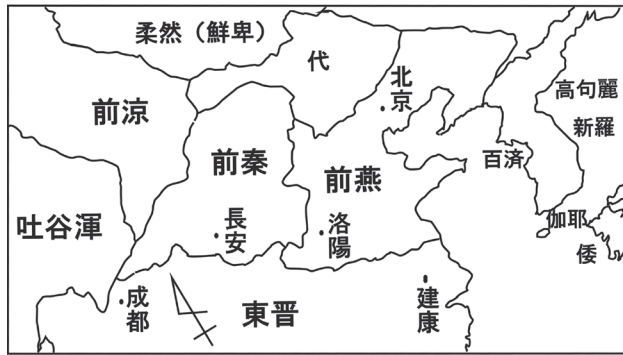 柔然（鮮卑）
代
北京
高句麗
前涼
新羅
前秦
前燕
百済
吐谷渾
長安
洛陽
伽耶
倭
成都
東晋
建康